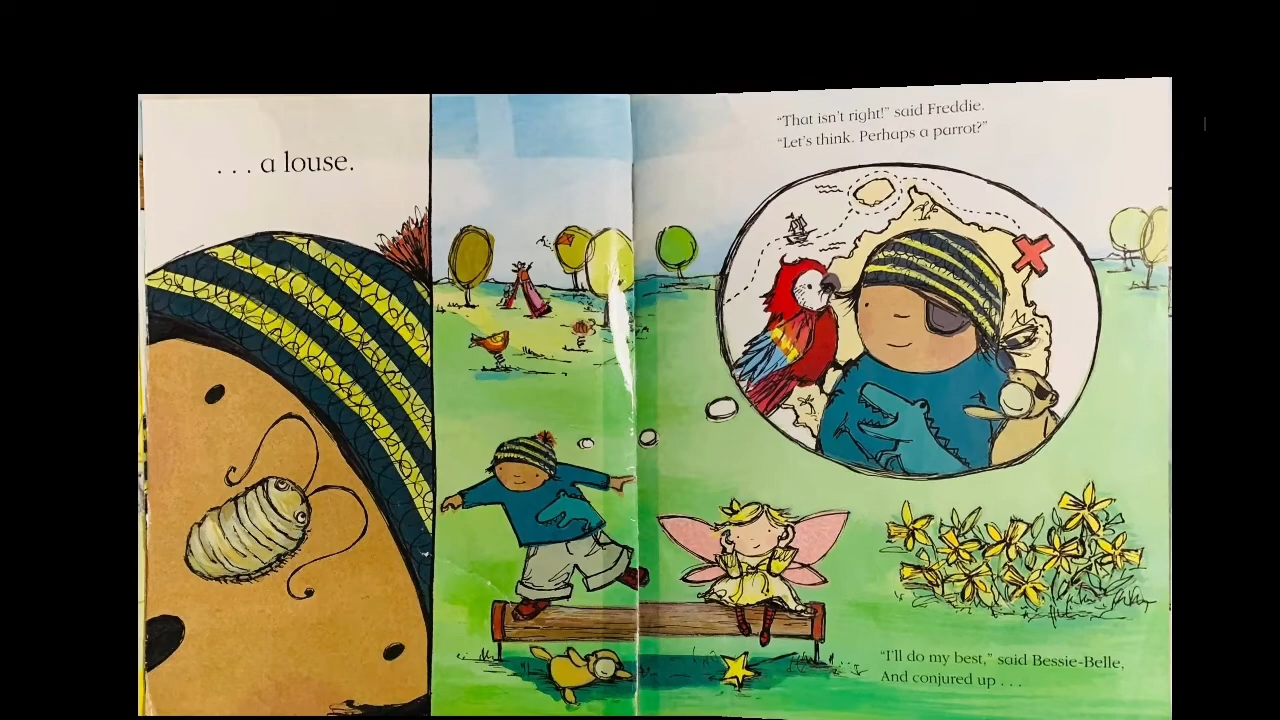 . . . a louse.
“That isn’t right!” said Freddie.
“Let’s think. Perhaps a parrot?”
“I’ll do my best,” said Bessie-Belle,
And conjured up . . .